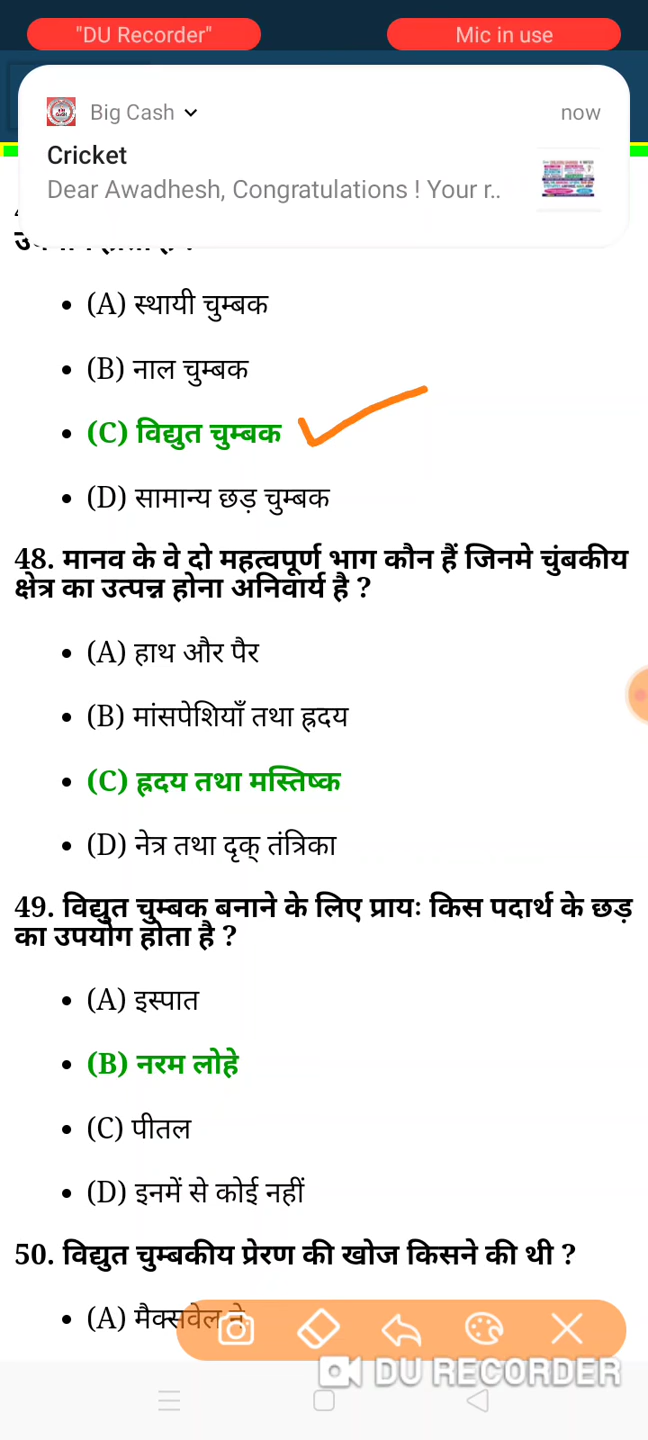 "DU Recorder"
Mic in use
Big Cash
now
Cricket
Dear Awadhesh, Congratulations ! Your r..
(A) स्थायी चुम्बक
(B) नाल चुम्बक
(C) विद्युत चुम्बक
(D) सामान्य छड़ चुम्बक
48. मानव के वे दो महत्वपूर्ण भाग कौन हैं जिनमे चुंबकीय
क्षेत्र का उत्पन्न होना अनिवार्य है ?
(A) हाथ और पैर
(B) मांसपेशियाँ तथा ह्रदय
(C) ह्रदय तथा मस्तिष्क
(D) नेत्र तथा दृक् तंत्रिका
49. विद्युत चुम्बक बनाने के लिए प्रायः किस पदार्थ के छड़
का उपयोग होता है ?
(A) इस्पात
(B) नरम लोहे
(C) पीतल
(D) इनमें से कोई नहीं
50. विद्युत चुम्बकीय प्रेरण की खोज किसने की थी ?
(A) मैक्सवेल ने
DU RECORDER